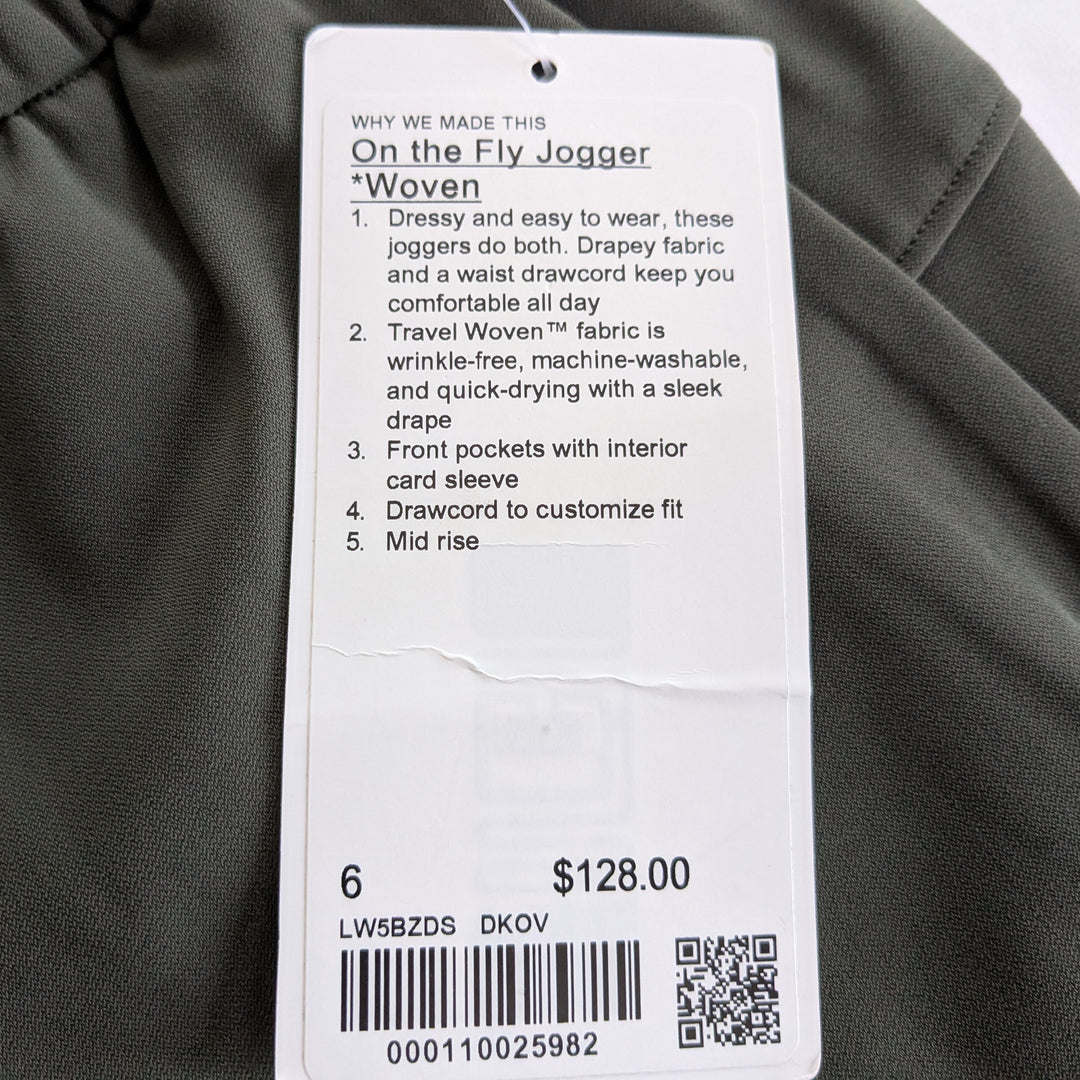 WHY WE MADE THIS
On the Fly Jogger
*Woven
1. Dressy and easy to wear, these
joggers do both. Drapey fabric
and a waist drawcord keep you
comfortable all day
2. Travel Woven™ fabric is
wrinkle-free, machine-washable,
and quick-drying with a sleek
drape
3. Front pockets with interior
card sleeve
4. Drawcord to customize fit
5. Mid rise
6 $128.00
LW5BZDS DKOV
000110025982